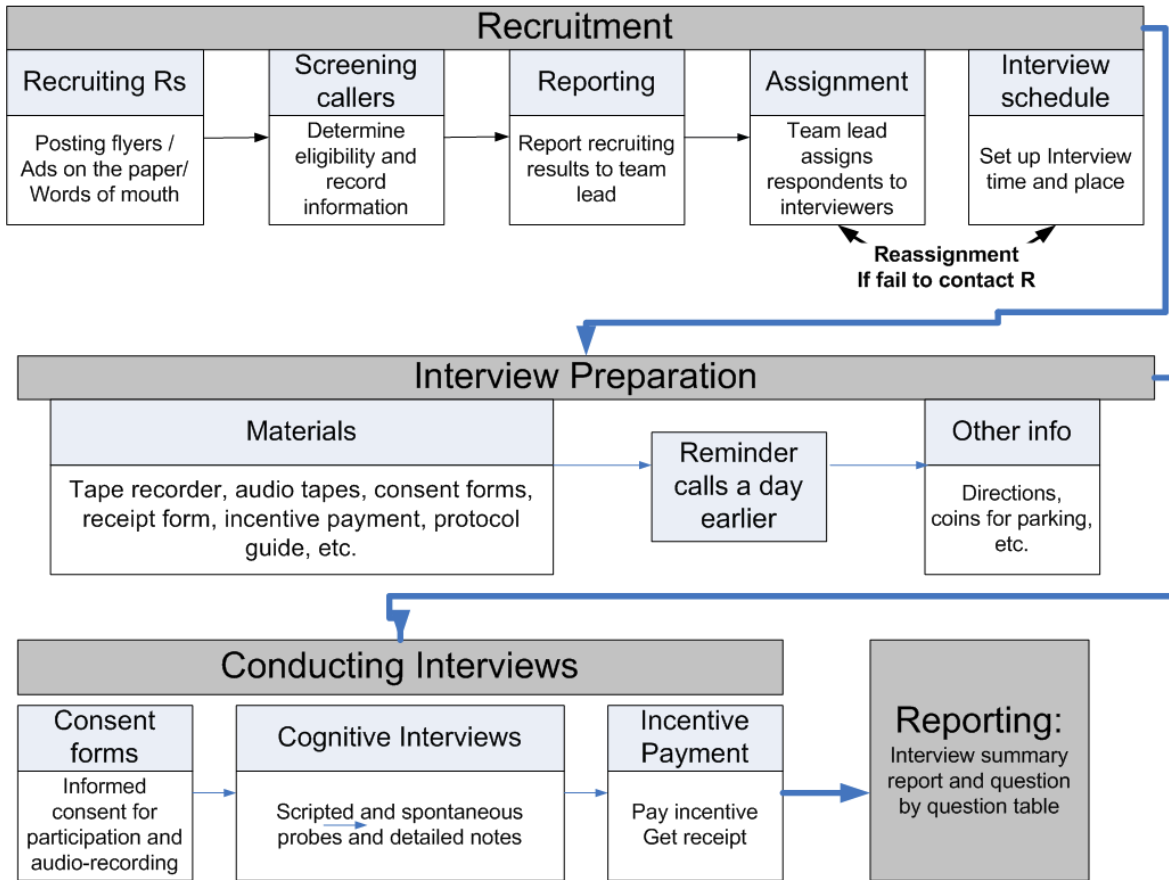 Recruitment
Recruiting Rs
Posting flyers /
Ads on the paper/
Words of mouth
Screening
callers
Determine
eligibility and
record
information
Reporting
Report recruiting
results to team
lead
Assignment
Team lead
assigns
respondents to
interviewers
Interview
schedule
Set up Interview
time and place
Reassignment
If fail to contact R
Interview Preparation
Materials
Tape recorder, audio tapes, consent forms,
receipt form, incentive payment, protocol
guide, etc.
Reminder
calls a day
earlier
Other info
Directions,
coins for parking,
etc.
Conducting Interviews
Consent
forms
Informed
consent for
participation and
audio-recording
Cognitive Interviews
Scripted and spontaneous
probes and detailed notes
Incentive
Payment
Pay incentive
Get receipt
Reporting:
Interview summary
report and question
by question table